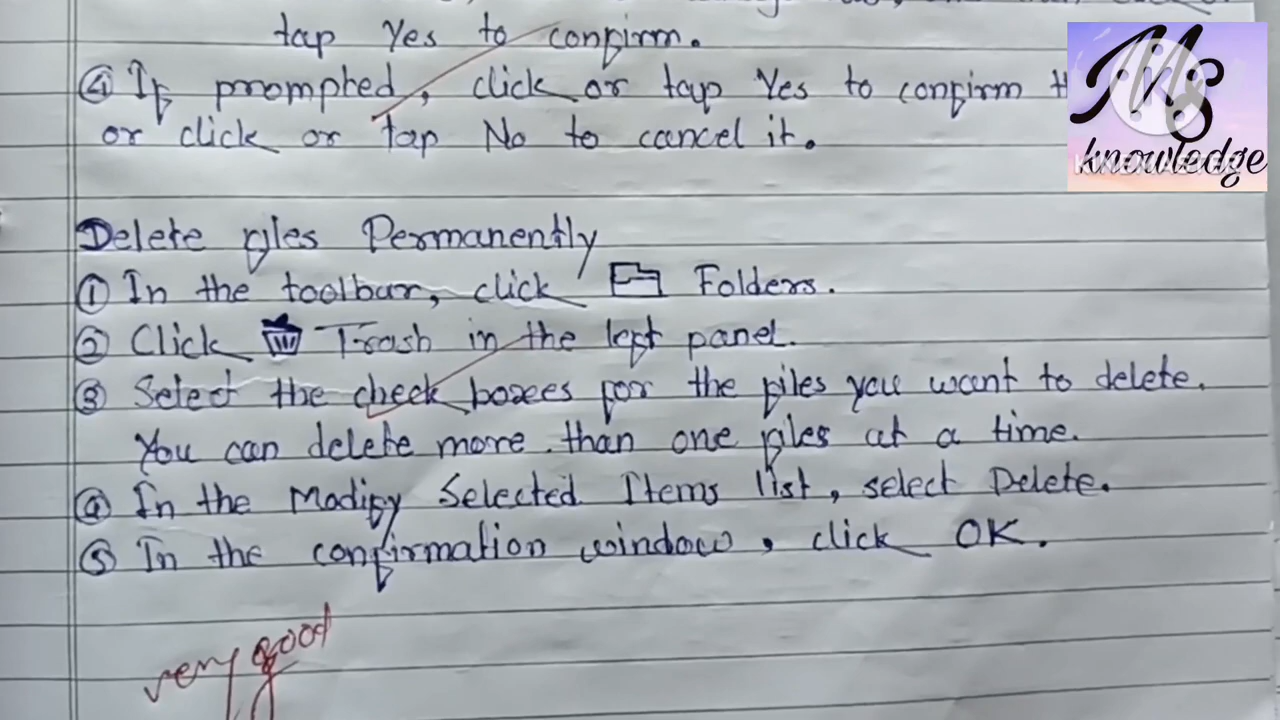 tap Yes to confirm.
④ If prompted, click or tap Yes to confirm
or click or tap No to cancel it.
Delete files Permanently
① In the toolbar, click Folders.
② Click Trash in the left panel.
③ Select the check boxes for the files you want to delete.
You can delete more than one files at a time.
④ In the Modify Selected Items list, select Delete.
⑤ In the confirmation window, click OK.
very good
MS
knowledge
KINEMASTER